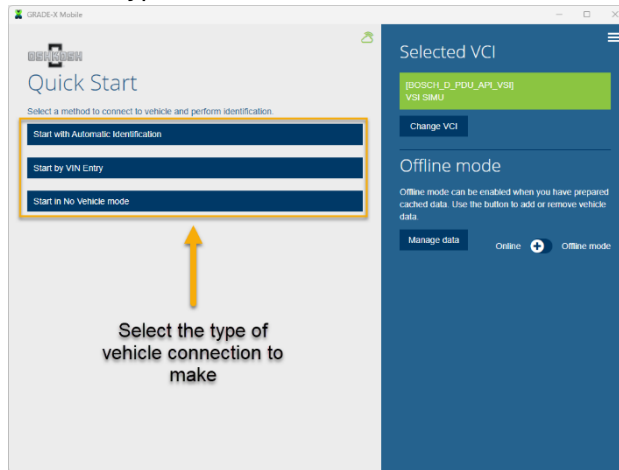 GRADE-X Mobile
Quick Start
Select a method to connect to vehicle and perform identification.
Start with Automatic Identification
Start by VIN Entry
Start in No Vehicle mode
Select the type of
vehicle connection to
make
Selected VCI
[BOSCH_D_PDU_API_VSI]
VSI SIMU
Change VCI
Offline mode
Offline mode can be enabled when you have prepared
cached data. Use the button to add or remove vehicle
data.
Manage data
Online
Offline mode